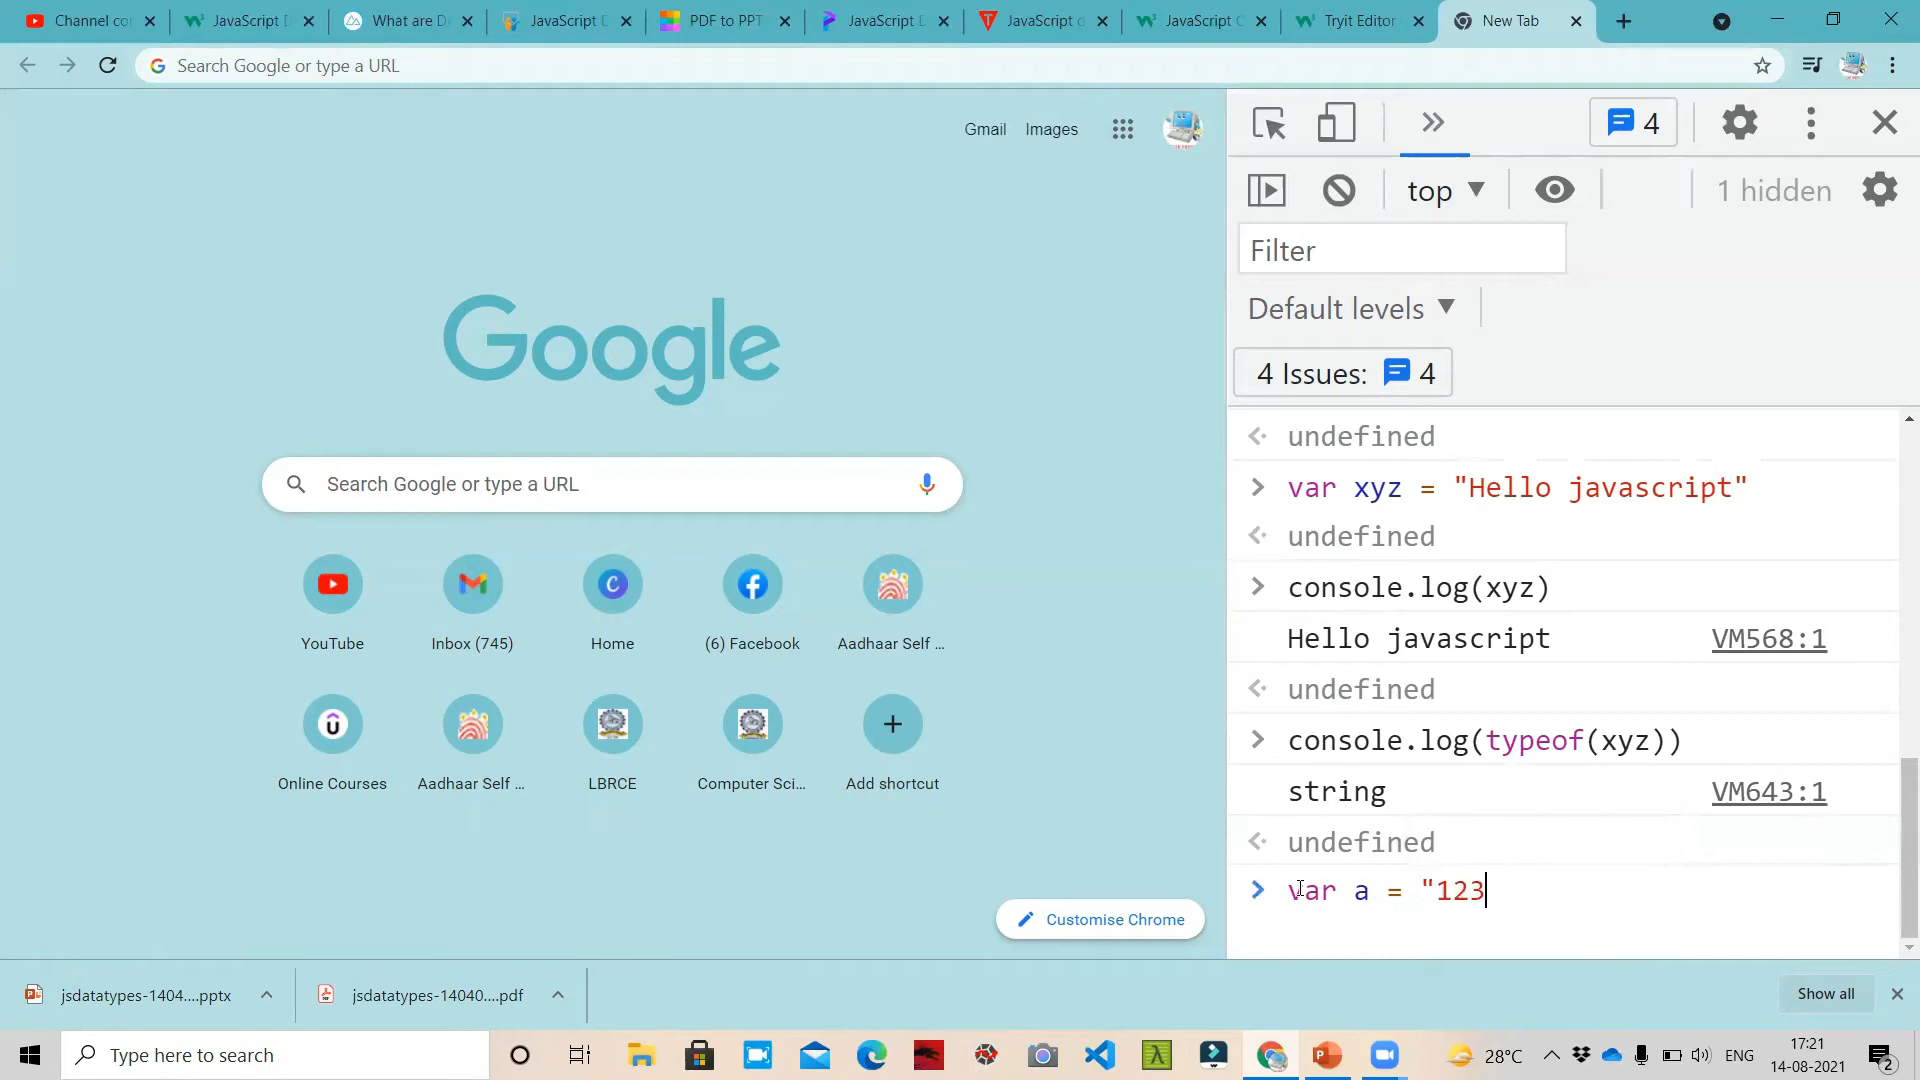 Channel con
JavaScript D
What are Da
JavaScript D
PDF to PPT
JavaScript D
JavaScript d
JavaScript C
Tryit Editor
New Tab
Search Google or type a URL
Gmail Images
4
top
1 hidden
Filter
Default levels
4 Issues: 4
Google
Search Google or type a URL
YouTube
Inbox (745)
Home
(6) Facebook
Aadhaar Self ...
Online Courses
Aadhaar Self ...
LBRCE
Computer Sci...
Add shortcut
Customise Chrome
undefined
var xyz = "Hello javascript"
undefined
console.log(xyz)
Hello javascript VM568:1
undefined
console.log(typeof(xyz))
string VM643:1
undefined
var a = "123
jsdatatypes-1404....pptx
jsdatatypes-14040....pdf
Show all
Type here to search
28°C
ENG
17:21
14-08-2021
2